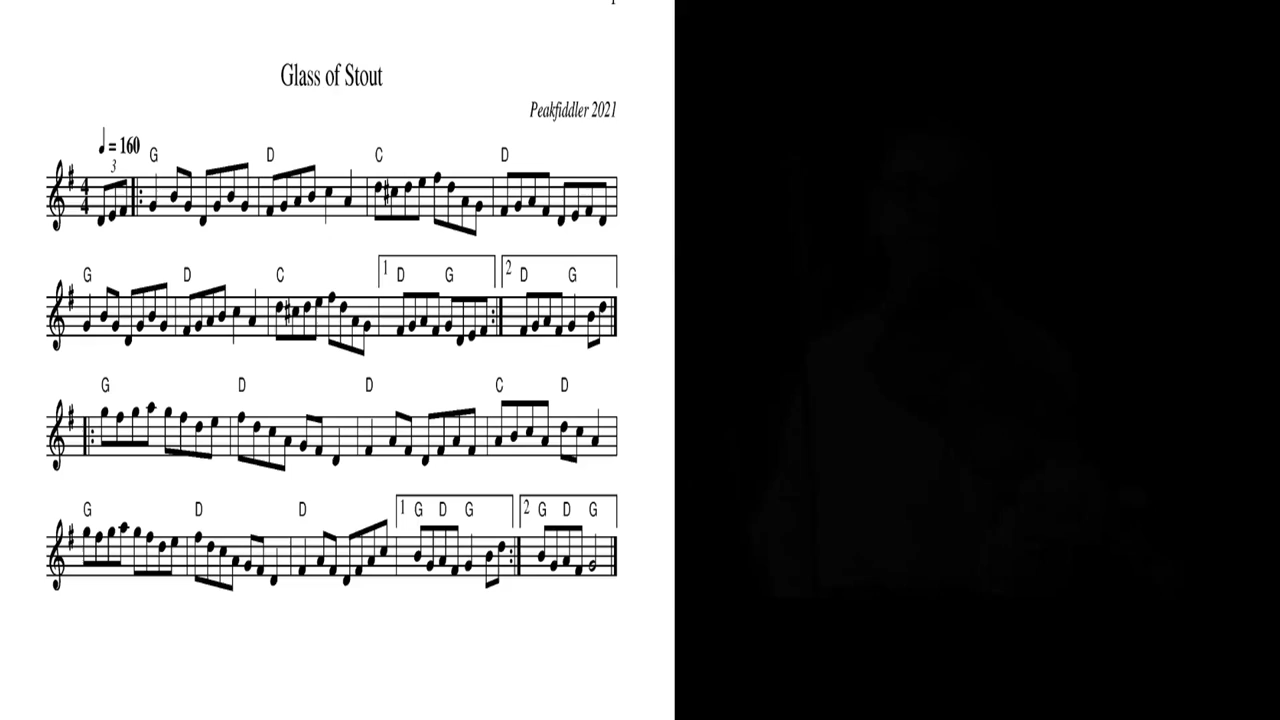 Glass of Stout
Peakfiddler 2021
♩ = 160
3
G D C D
G D C 1 D G 2 D G
G D D C D
G D D 1 G D G 2 G D G